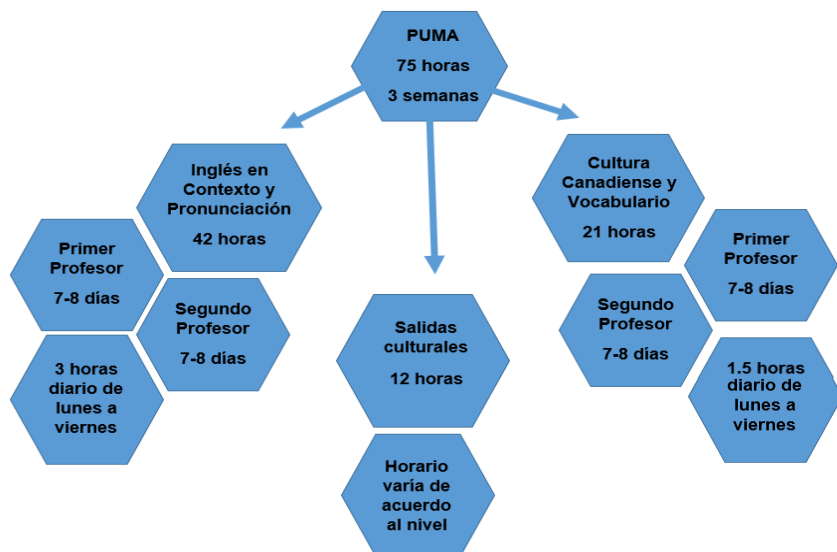 PUMA
75 horas
3 semanas
Inglés en
Contexto y
Pronunciación
42 horas
Primer
Profesor
7-8 días
Segundo
Profesor
7-8 días
3 horas
diario de
lunes a
viernes
Salidas
culturales
12 horas
Horario
varía de
acuerdo
al nivel
Cultura
Canadiense y
Vocabulario
21 horas
Primer
Profesor
7-8 días
Segundo
Profesor
7-8 días
1.5 horas
diario de
lunes a
viernes